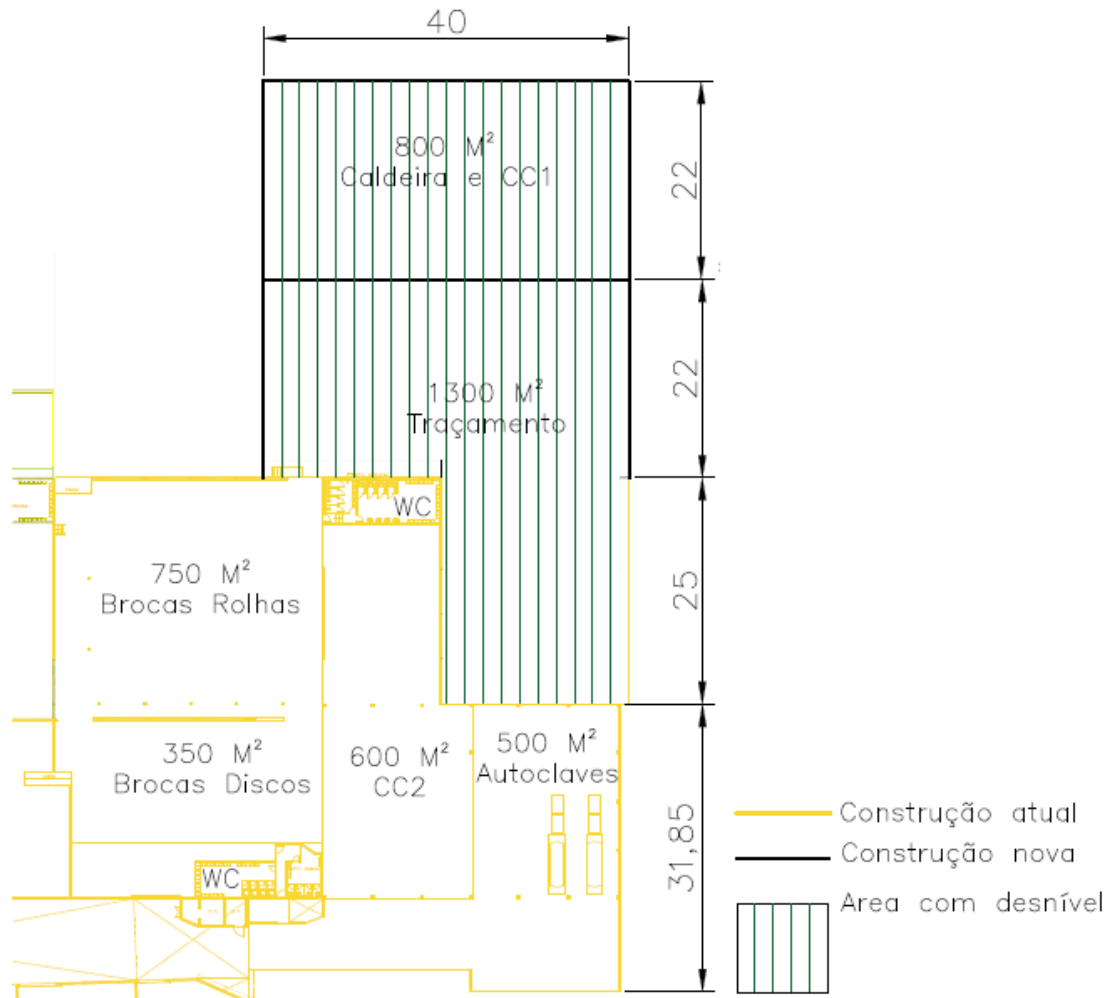 40
800 M²
Caldeira e CC1
22
1300 M²
Traçamento
22
WC
750 M²
Brocas Rolhas
25
350 M²
Brocas Discos
600 M²
CC2
500 M²
Autoclaves
31,85
WC
Construção atual
Construção nova
Area com desnível